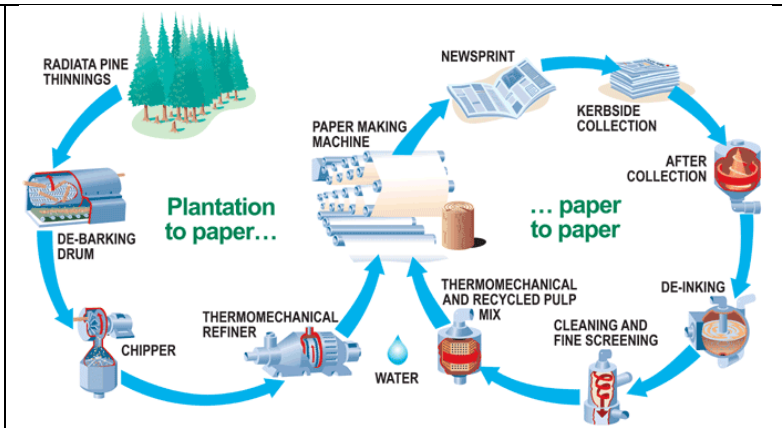 RADIATA PINE
THINNINGS
DE-BARKING
DRUM
CHIPPER
Plantation
to paper...
THERMOMECHANICAL
REFINER
PAPER MAKING
MACHINE
WATER
NEWSPRINT
KERBSIDE
COLLECTION
AFTER
COLLECTION
... paper
to paper
DE-INKING
CLEANING AND
FINE SCREENING
THERMOMECHANICAL
AND RECYCLED PULP
MIX